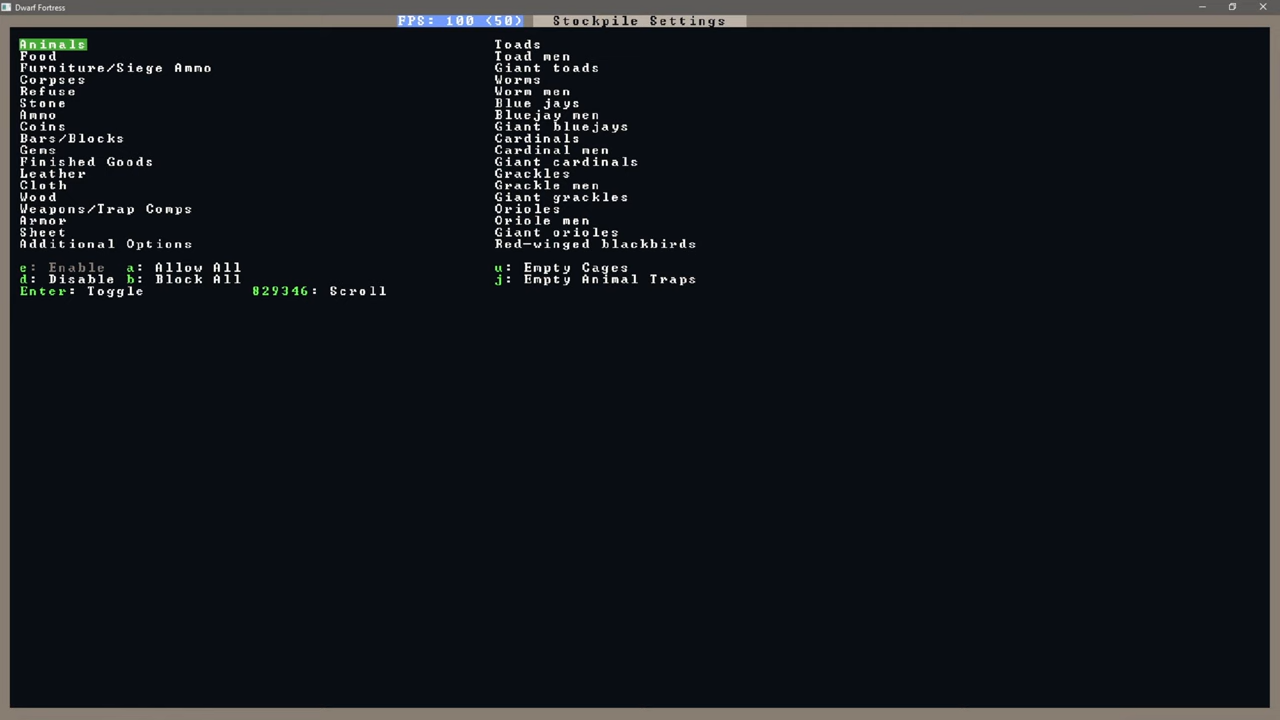 Dwarf Fortress
FPS: 100 (50) Stockpile Settings
Animals
Food
Furniture/Siege Ammo
Corpses
Refuse
Stone
Ammo
Coins
Bars/Blocks
Gems
Finished Goods
Leather
Cloth
Wood
Weapons/Trap Comps
Armor
Sheet
Additional Options
e: Enable a: Allow All
d: Disable b: Block All
Enter: Toggle 829346: Scroll
Toads
Toad men
Giant toads
Worms
Worm men
Blue jays
Bluejay men
Giant bluejays
Cardinals
Cardinal men
Giant cardinals
Grackles
Grackle men
Giant grackles
Orioles
Oriole men
Giant orioles
Red-winged blackbirds
u: Empty Cages
j: Empty Animal Traps